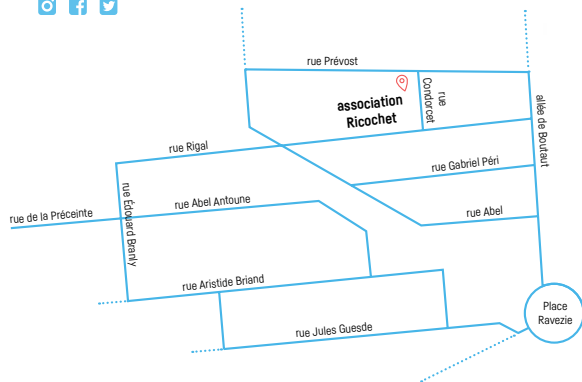 rue Prévost
rue
Condorcet
association
Ricochet
allée de Boutaut
rue Rigal
rue Gabriel Péri
rue Édouard Branly
rue Abel Antoune
rue de la Préceinte
rue Abel
rue Aristide Briand
Place
Ravezie
rue Jules Guesde